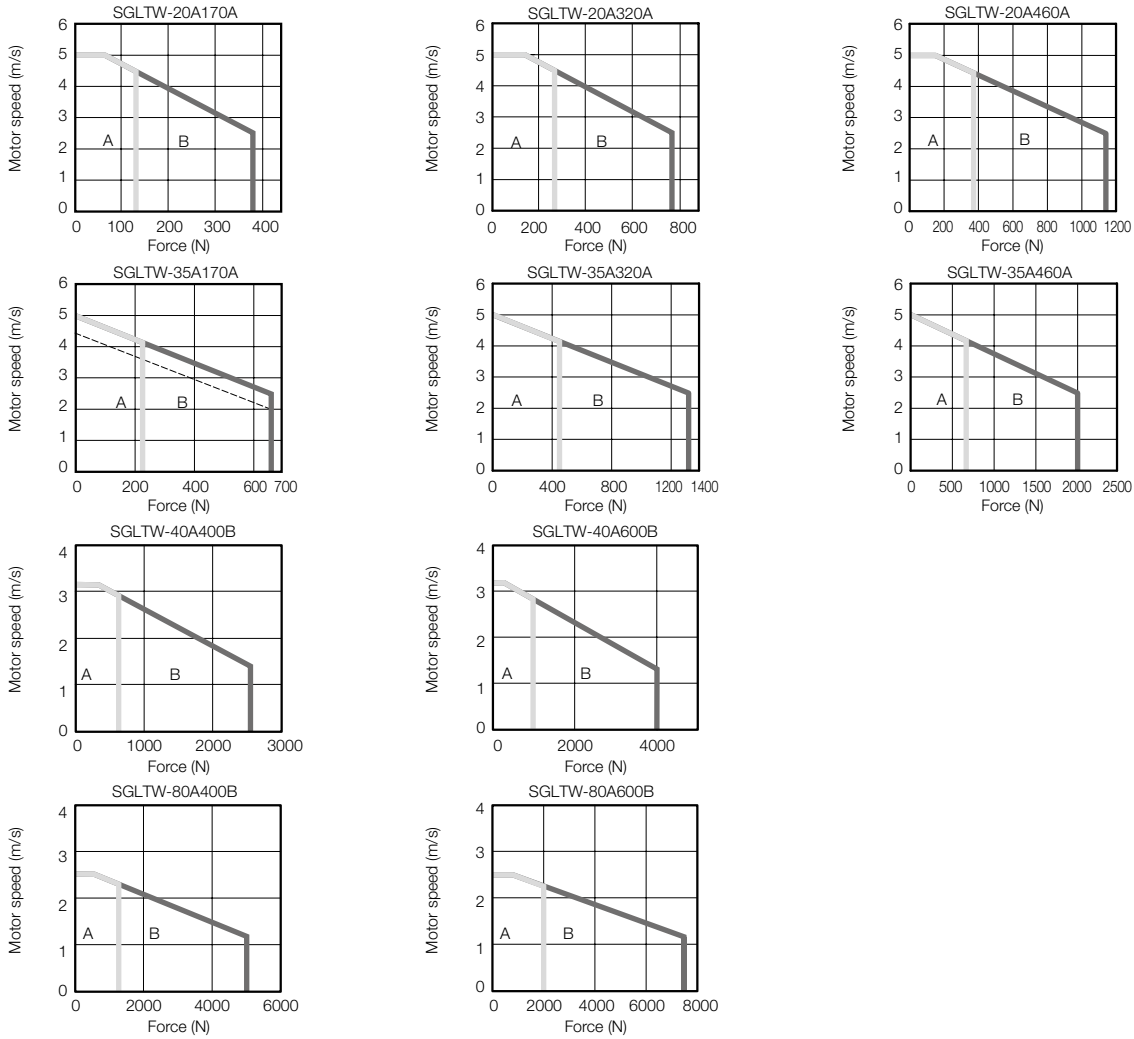 SGLTW-20A170A
Motor speed (m/s)
6
5
4
3
2
1
0
A
B
0 100 200 300 400
Force (N)
SGLTW-20A320A
Motor speed (m/s)
6
5
4
3
2
1
0
A
B
0 200 400 600 800
Force (N)
SGLTW-20A460A
Motor speed (m/s)
6
5
4
3
2
1
0
A
B
0 200 400 600 800 1000 1200
Force (N)
SGLTW-35A170A
Motor speed (m/s)
6
5
4
3
2
1
0
A
B
0 200 400 600 700
Force (N)
SGLTW-35A320A
Motor speed (m/s)
6
5
4
3
2
1
0
A
B
0 400 800 1200 1400
Force (N)
SGLTW-35A460A
Motor speed (m/s)
6
5
4
3
2
1
0
A
B
0 500 1000 1500 2000 2500
Force (N)
SGLTW-40A400B
Motor speed (m/s)
4
3
2
1
0
A
B
0 1000 2000 3000
Force (N)
SGLTW-40A600B
Motor speed (m/s)
4
3
2
1
0
A
B
0 2000 4000
Force (N)
SGLTW-80A400B
Motor speed (m/s)
4
3
2
1
0
A
B
0 2000 4000 6000
Force (N)
SGLTW-80A600B
Motor speed (m/s)
4
3
2
1
0
A
B
0 2000 4000 6000 8000
Force (N)